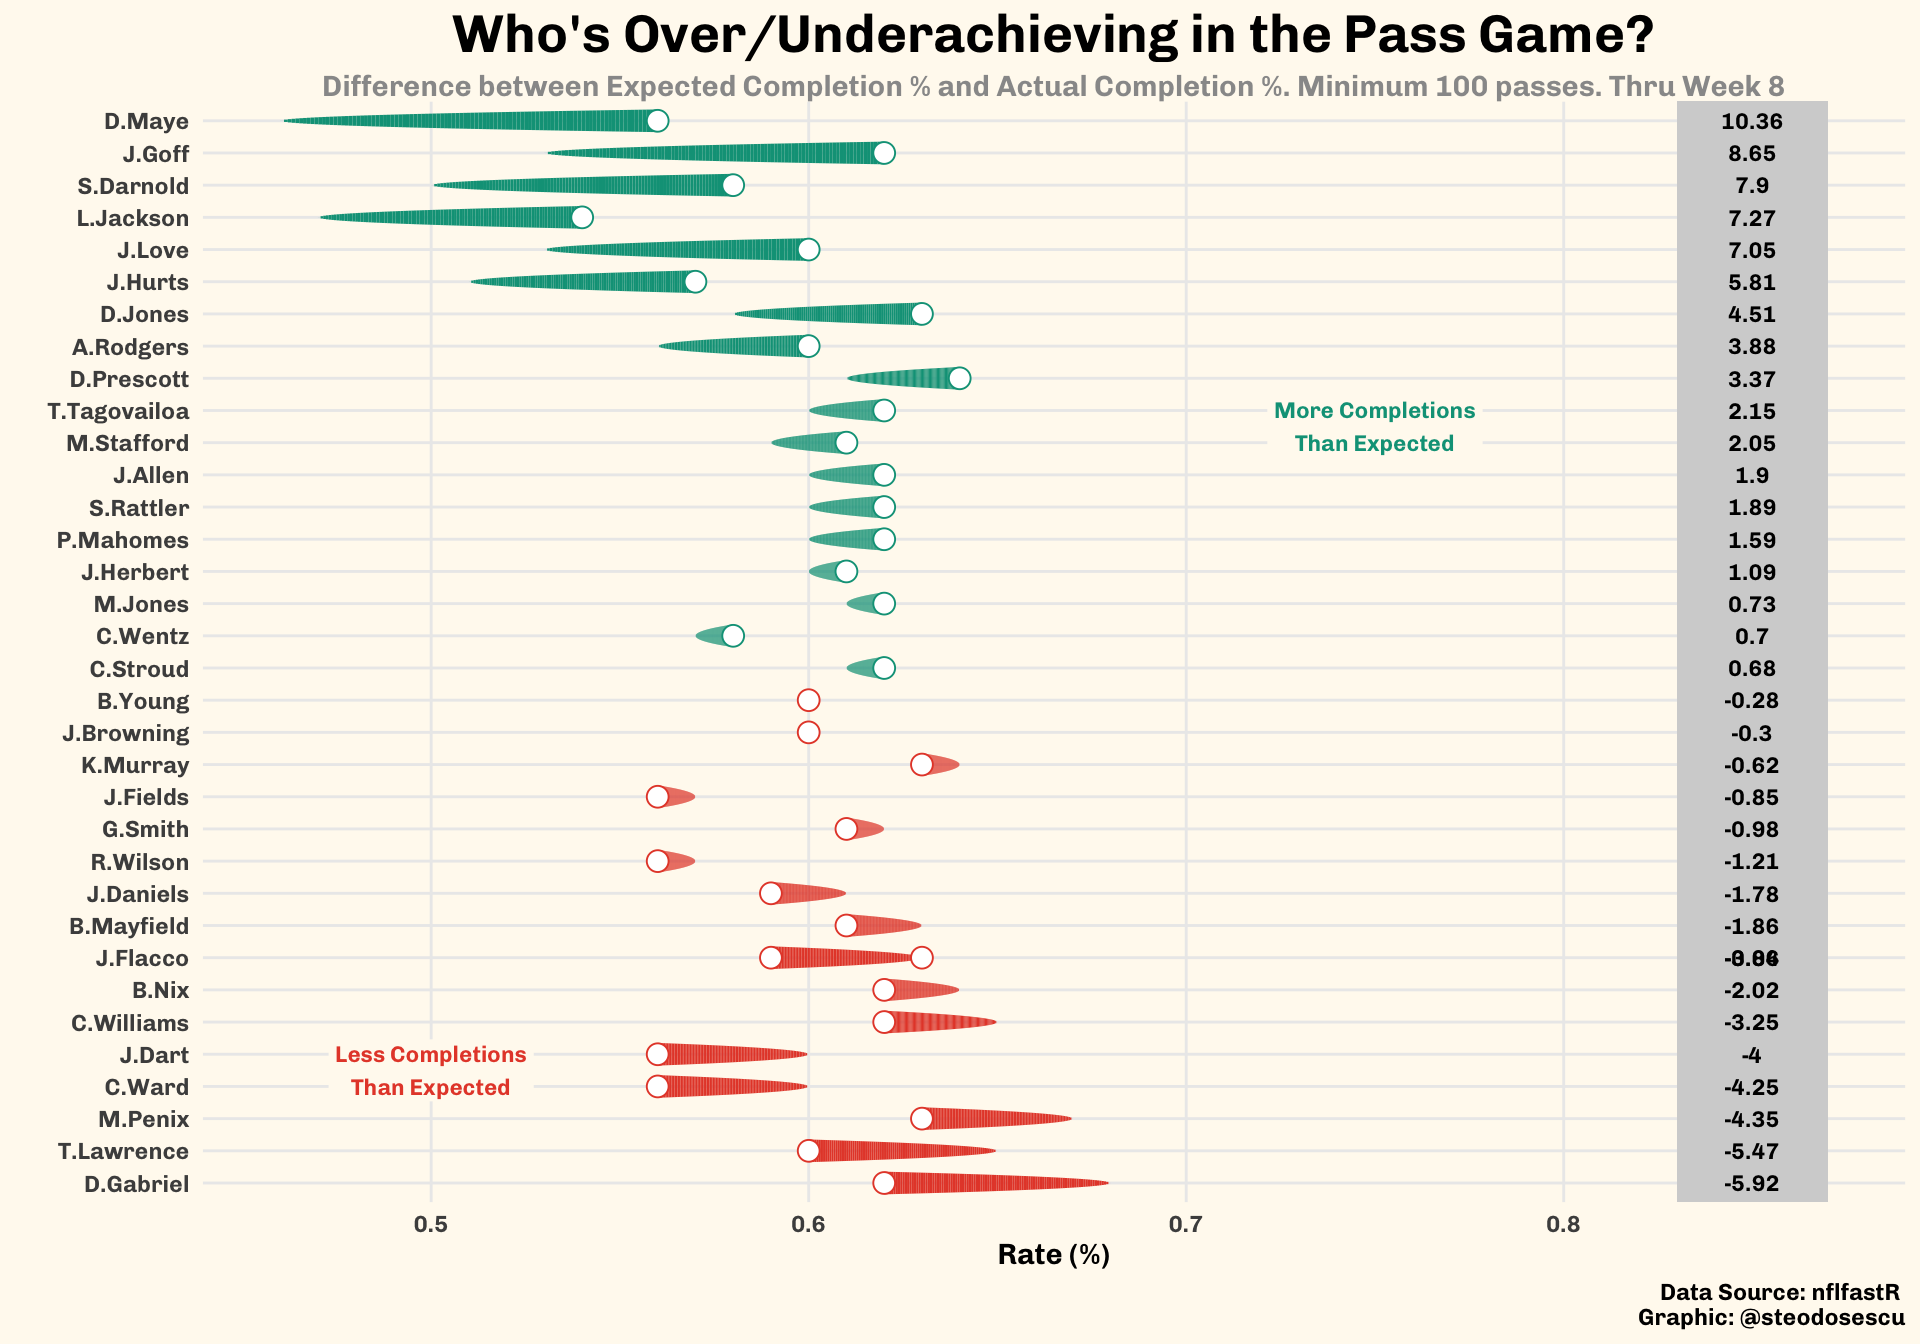 Who's Over/Underachieving in the Pass Game?
Difference between Expected Completion % and Actual Completion %. Minimum 100 passes. Thru Week 8
D.Maye 10.36
J.Goff 8.65
S.Darnold 7.9
L.Jackson 7.27
J.Love 7.05
J.Hurts 5.81
D.Jones 4.51
A.Rodgers 3.88
D.Prescott 3.37
T.Tagovailoa More Completions 2.15
M.Stafford Than Expected 2.05
J.Allen 1.9
S.Rattler 1.89
P.Mahomes 1.59
J.Herbert 1.09
M.Jones 0.73
C.Wentz 0.7
C.Stroud 0.68
B.Young -0.28
J.Browning -0.3
K.Murray -0.62
J.Fields -0.85
G.Smith -0.98
R.Wilson -1.21
J.Daniels -1.78
B.Mayfield -1.86
J.Flacco
B.Nix -2.02
C.Williams -3.25
J.Dart Less Completions -4
C.Ward Than Expected -4.25
M.Penix -4.35
T.Lawrence -5.47
D.Gabriel -5.92
0.5 0.6 0.7 0.8
Rate (%)
Data Source: nflfastR
Graphic: @steodosescu